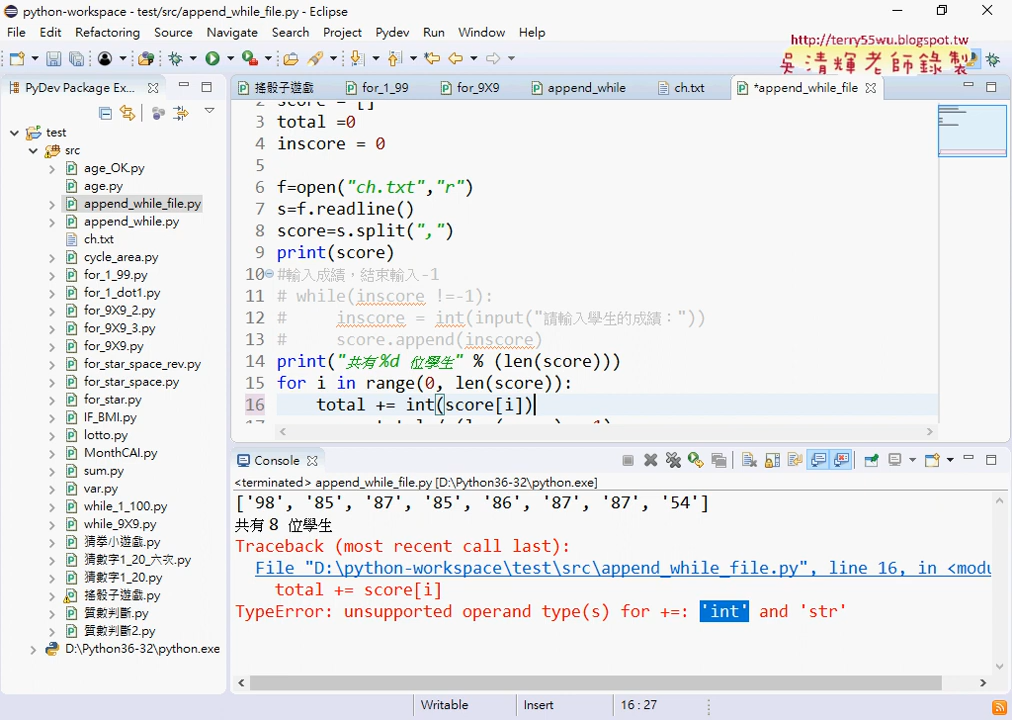 python-workspace - test/src/append_while_file.py - Eclipse
File Edit Refactoring Source Navigate Search Project Pydev Run Window Help
http://terry55wu.blogspot.tw
吳清輝老師錄製
PyDev Package Ex...
搖骰子遊戲 for_1_99 for_9X9 append_while ch.txt *append_while_file
test
src
age_OK.py
age.py
append_while_file.py
append_while.py
ch.txt
cycle_area.py
for_1_99.py
for_1_dot1.py
for_9X9_2.py
for_9X9_3.py
for_9X9.py
for_star_space_rev.py
for_star_space.py
for_star.py
IF_BMI.py
lotto.py
MonthCAl.py
sum.py
var.py
while_1_100.py
while_9X9.py
猜拳小遊戲.py
猜數字1_20_六次.py
猜數字1_20.py
搖骰子遊戲.py
質數判斷.py
質數判斷2.py
D:\Python36-32\python.exe
2 score = []
3 total =0
4 inscore = 0
5
6 f=open("ch.txt","r")
7 s=f.readline()
8 score=s.split(",")
9 print(score)
10 #輸入成績，結束輸入-1
11 # while(inscore !=-1):
12 #     inscore = int(input("請輸入學生的成績："))
13 #     score.append(inscore)
14 print("共有%d 位學生" % (len(score)))
15 for i in range(0, len(score)):
16     total += int(score[i])
Console
<terminated> append_while_file.py [D:\Python36-32\python.exe]
['98', '85', '87', '85', '86', '87', '87', '54']
共有8 位學生
Traceback (most recent call last):
File "D:\python-workspace\test\src\append_while_file.py", line 16, in <modu
total += score[i]
TypeError: unsupported operand type(s) for +=: 'int' and 'str'
Writable Insert 16 : 27